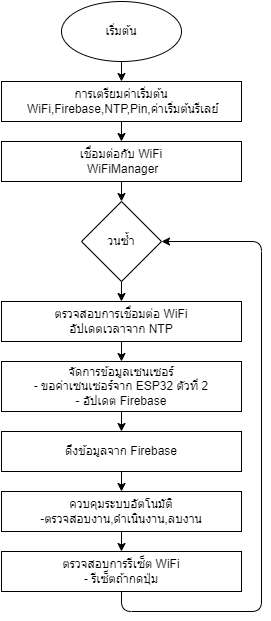 เริ่มต้น
การเตรียมค่าเริ่มต้น
WiFi,Firebase,NTP,Pin,ค่าเริ่มต้นรีเลย์
เชื่อมต่อกับ WiFi
WiFiManager
วนซ้ำ
ตรวจสอบการเชื่อมต่อ WiFi
อัปเดตเวลาจาก NTP
จัดการข้อมูลเซนเซอร์
- ขอค่าเซนเซอร์จาก ESP32 ตัวที่ 2
- อัปเดต Firebase
ดึงข้อมูลจาก Firebase
ควบคุมระบบอัตโนมัติ
-ตรวจสอบงาน,ดำเนินงาน,ลบงาน
ตรวจสอบการรีเซ็ต WiFi
- รีเซ็ตถ้ากดปุ่ม